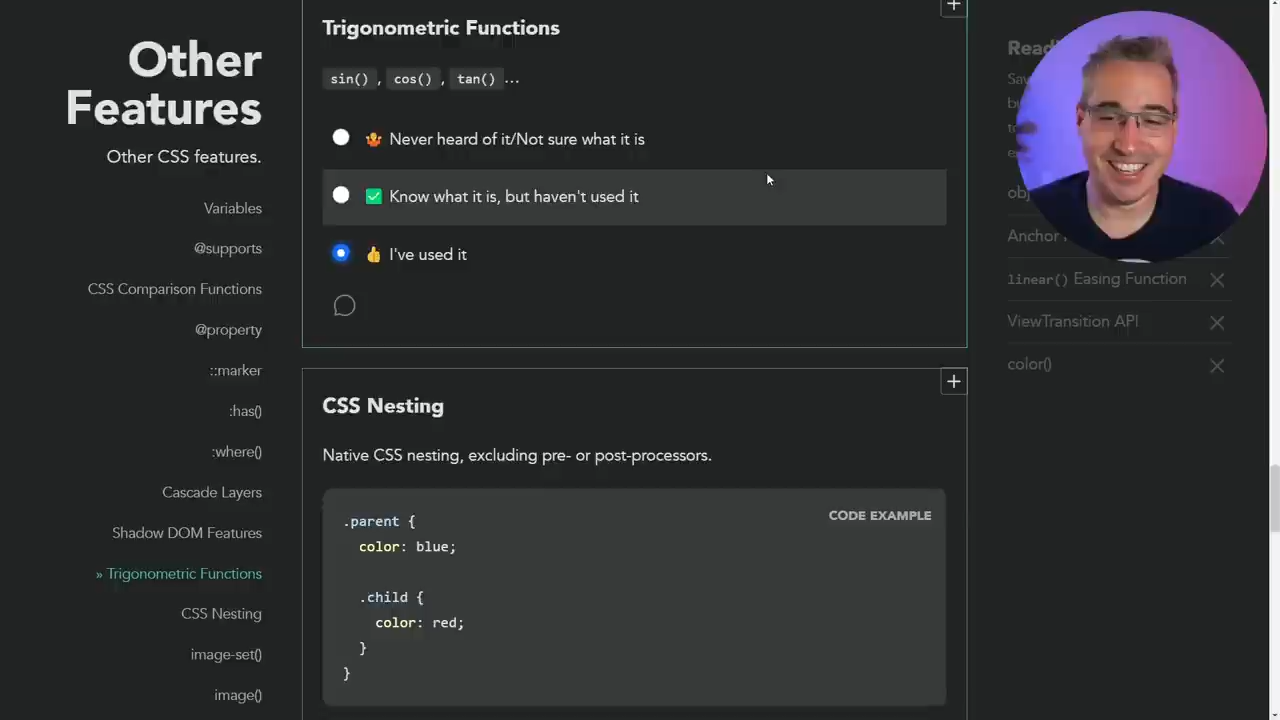 Other
Features
Other CSS features.
Variables
@supports
CSS Comparison Functions
@property
::marker
:has()
:where()
Cascade Layers
Shadow DOM Features
» Trigonometric Functions
CSS Nesting
image-set()
image()
Trigonometric Functions
sin(), cos(), tan()...
Never heard of it/Not sure what it is
Know what it is, but haven't used it
I've used it
CSS Nesting
Native CSS nesting, excluding pre- or post-processors.
CODE EXAMPLE
.parent {
color: blue;
.child {
color: red;
}
}
linear() Easing Function
ViewTransition API
color()